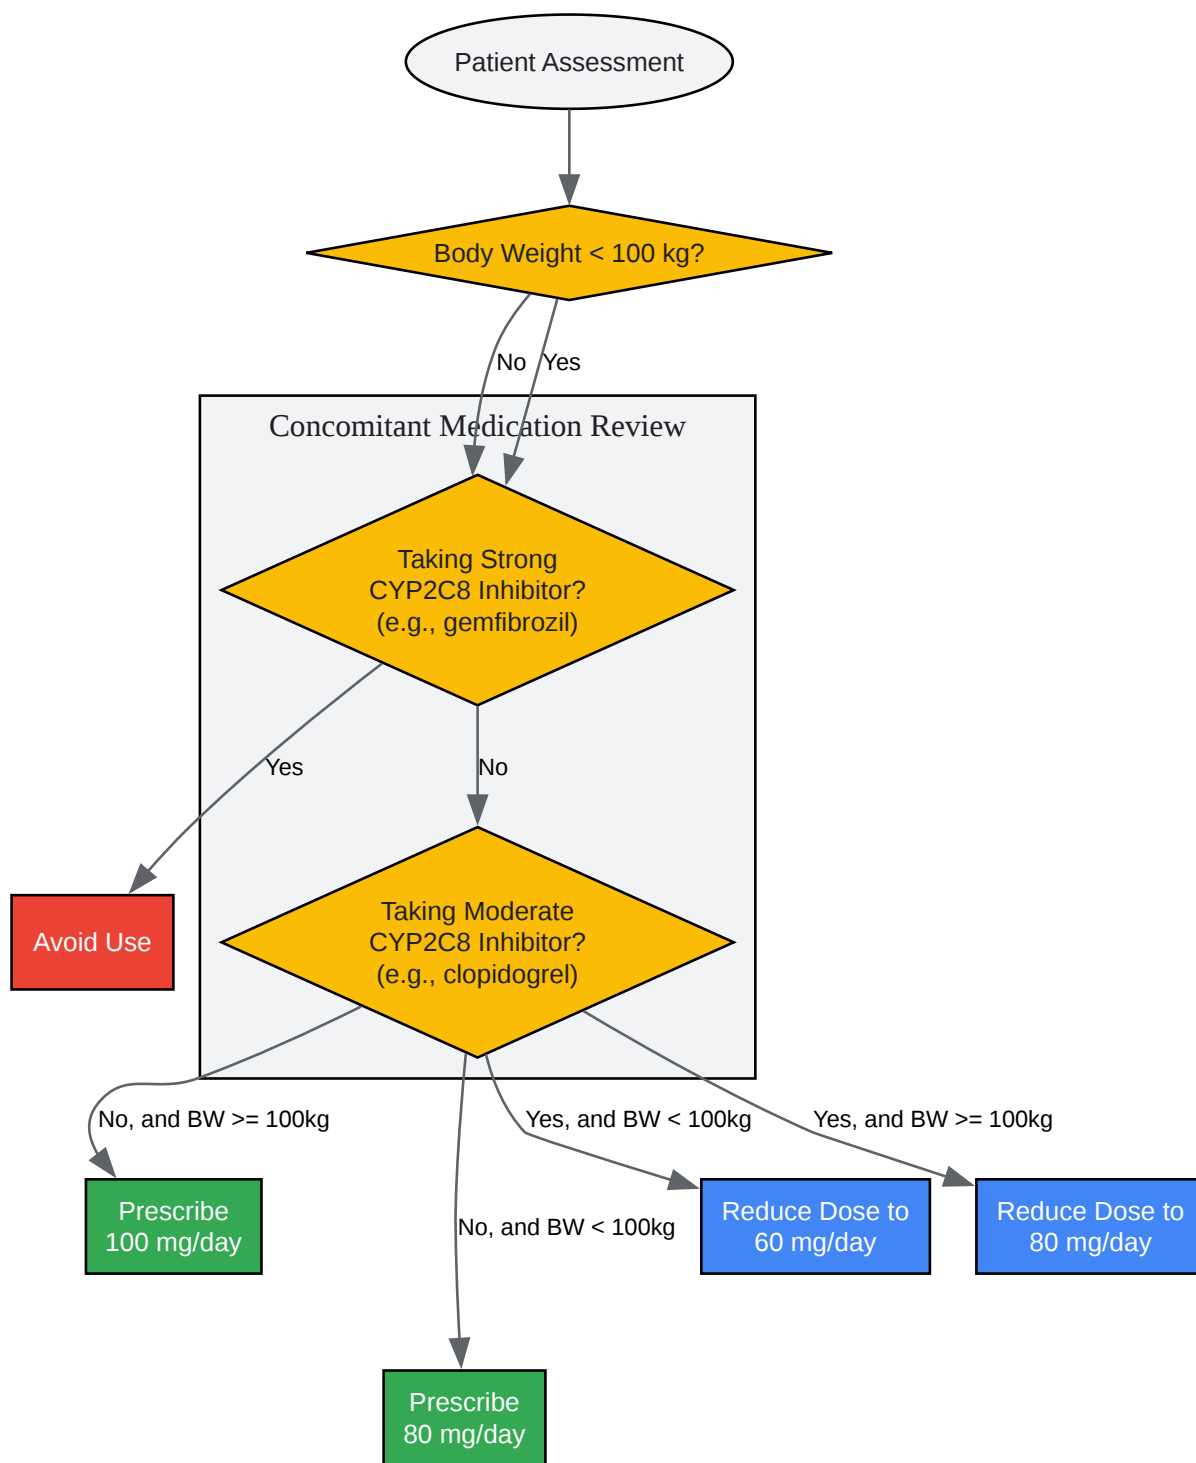 Patient Assessment
Body Weight < 100 kg?
No
Yes
Concomitant Medication Review
Taking Strong
CYP2C8 Inhibitor?
(e.g., gemfibrozil)
Yes
No
Avoid Use
Taking Moderate
CYP2C8 Inhibitor?
(e.g., clopidogrel)
No, and BW >= 100kg
Yes, and BW < 100kg
Yes, and BW >= 100kg
Prescribe
100 mg/day
No, and BW < 100kg
Reduce Dose to
60 mg/day
Reduce Dose to
80 mg/day
Prescribe
80 mg/day